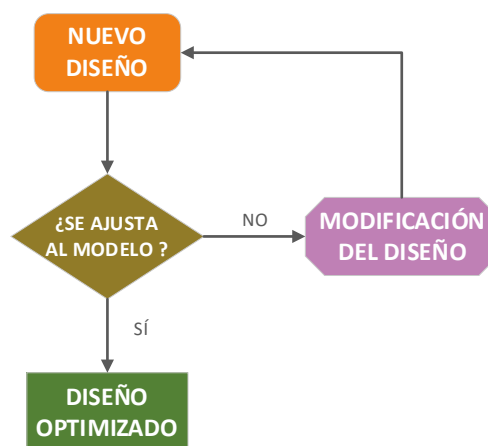 NUEVO
DISEÑO
¿SE AJUSTA
AL MODELO ?
NO
MODIFICACIÓN
DEL DISEÑO
SÍ
DISEÑO
OPTIMIZADO